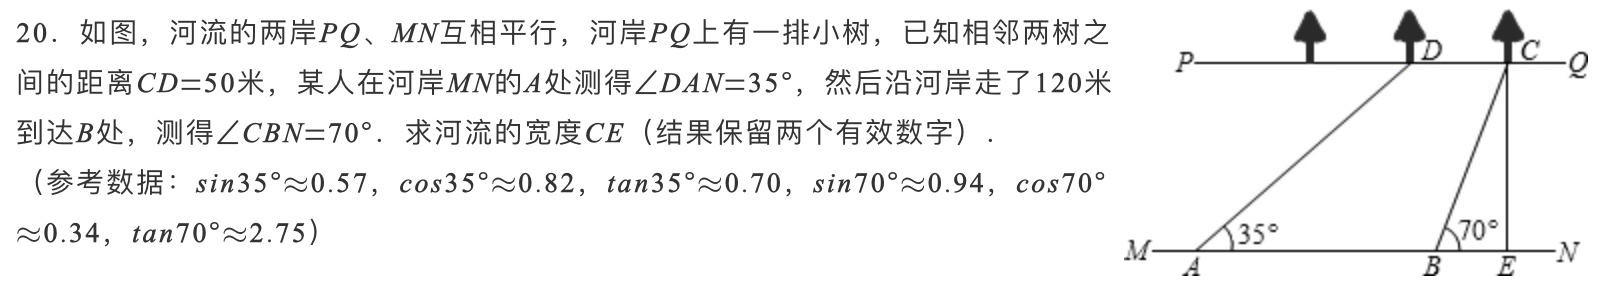 20．如图，河流的两岸PQ、MN互相平行，河岸PQ上有一排小树，已知相邻两树之
间的距离CD=50米，某人在河岸MN的A处测得∠DAN=35°，然后沿河岸走了120米
到达B处，测得∠CBN=70°．求河流的宽度CE（结果保留两个有效数字）．
（参考数据：sin35°≈0.57，cos35°≈0.82，tan35°≈0.70，sin70°≈0.94，cos70°
≈0.34，tan70°≈2.75）
P D C Q
35° 70°
M A B E N